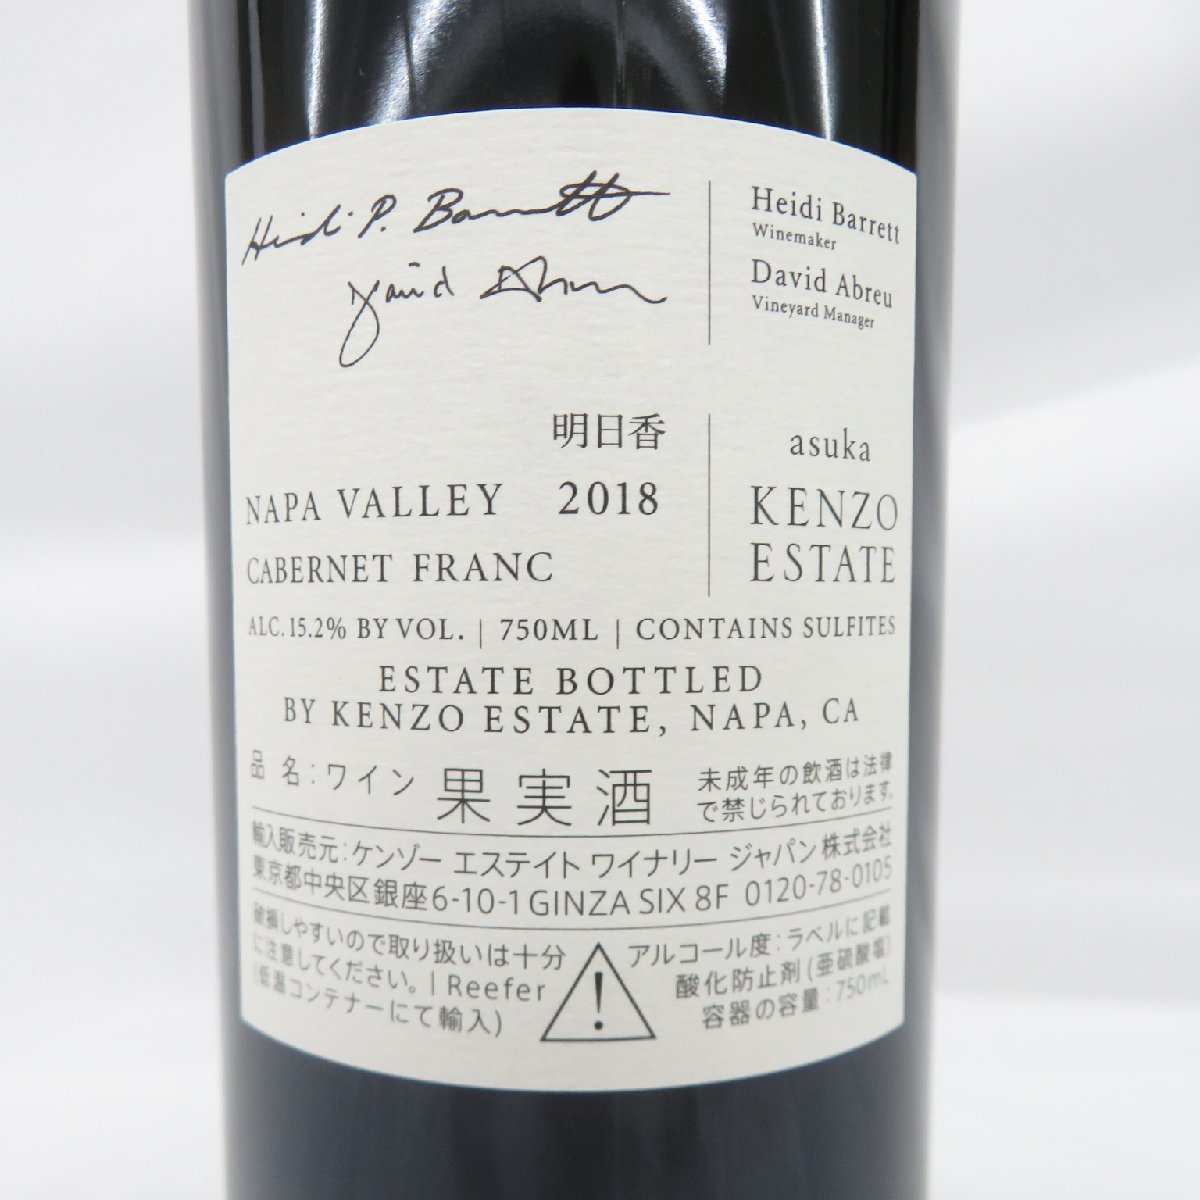 Heidi P. Barrett
David Abreu
Heidi Barrett
Winemaker
David Abreu
Vineyard Manager
明日香
NAPA VALLEY 2018
CABERNET FRANC
asuka
KENZO
ESTATE
ALC. 15.2% BY VOL. | 750ML | CONTAINS SULFITES
ESTATE BOTTLED
BY KENZO ESTATE, NAPA, CA
品 名：ワイン 果実酒
未成年の飲酒は法律
で禁じられております。
輸入販売元：ケンゾー エステイト ワイナリー ジャパン株式会社
東京都中央区銀座6-10-1 GINZA SIX 8F 0120-78-0105
破損しやすいので取り扱いは十分
に注意してください。| Reefer
(低温コンテナーにて輸入)
!
アルコール度：ラベルに記載
酸化防止剤(亜硫酸塩)
容器の容量：750mL